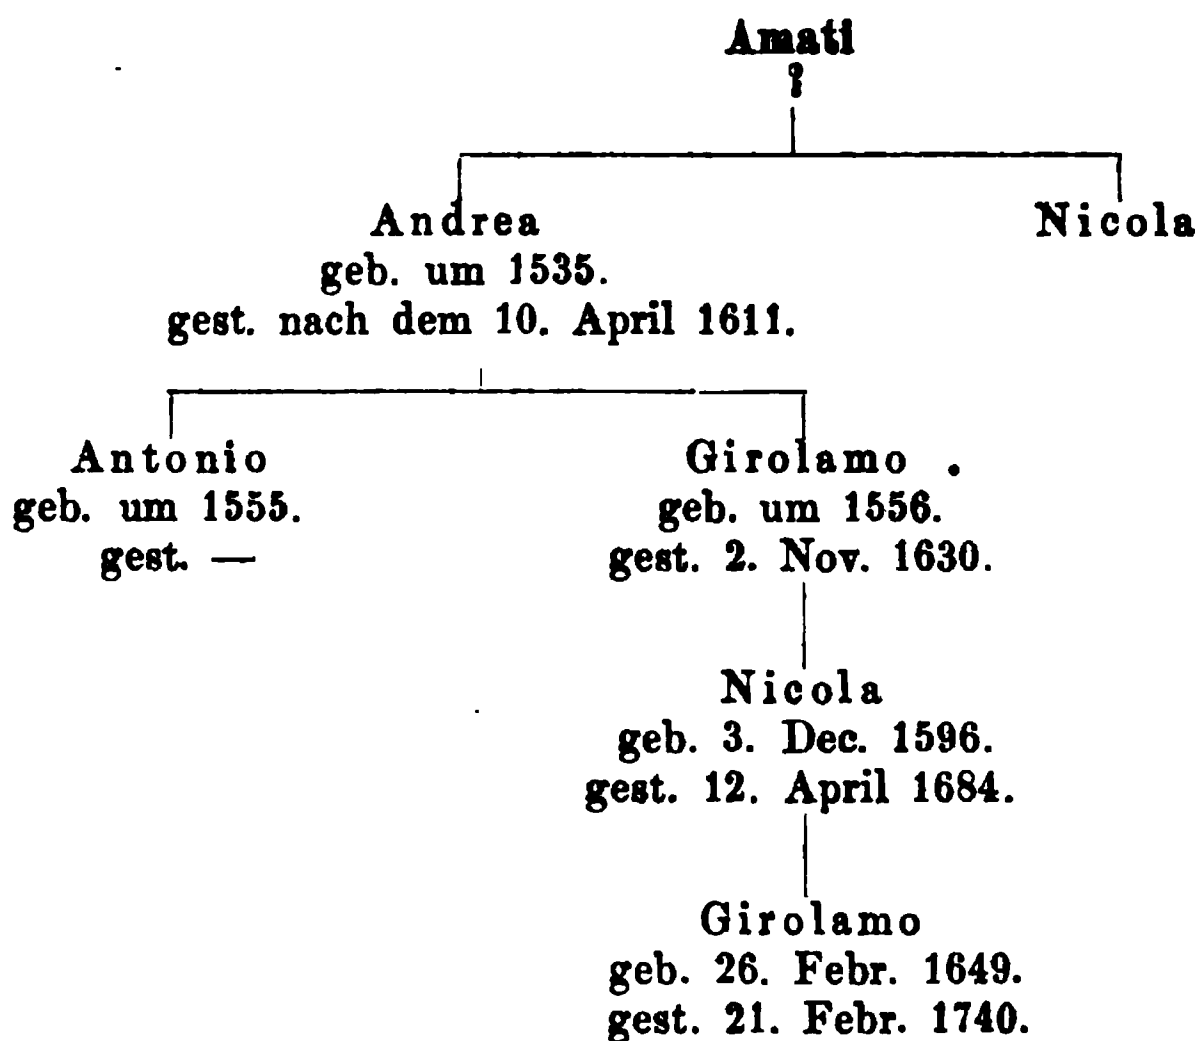 Amati
?
Andrea
Nicola
geb. um 1535.
gest. nach dem 10. April 1611.
Antonio
geb. um 1555.
gest. —
Girolamo .
geb. um 1556.
gest. 2. Nov. 1630.
Nicola
geb. 3. Dec. 1596.
gest. 12. April 1684.
Girolamo
geb. 26. Febr. 1649.
gest. 21. Febr. 1740.